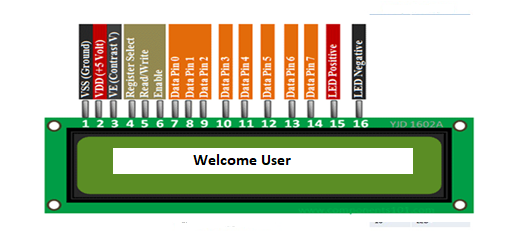 VSS (Ground)
VDD (+5 Volt)
VE (Contrast V)
Register Select
Read/Write
Enable
Data Pin 0
Data Pin 1
Data Pin 2
Data Pin 3
Data Pin 4
Data Pin 5
Data Pin 6
Data Pin 7
LED Positive
LED Negative
1 2 3 4 5 6 7 8 9 10 11 12 13 14 15 16
YJD 1602A
Welcome User